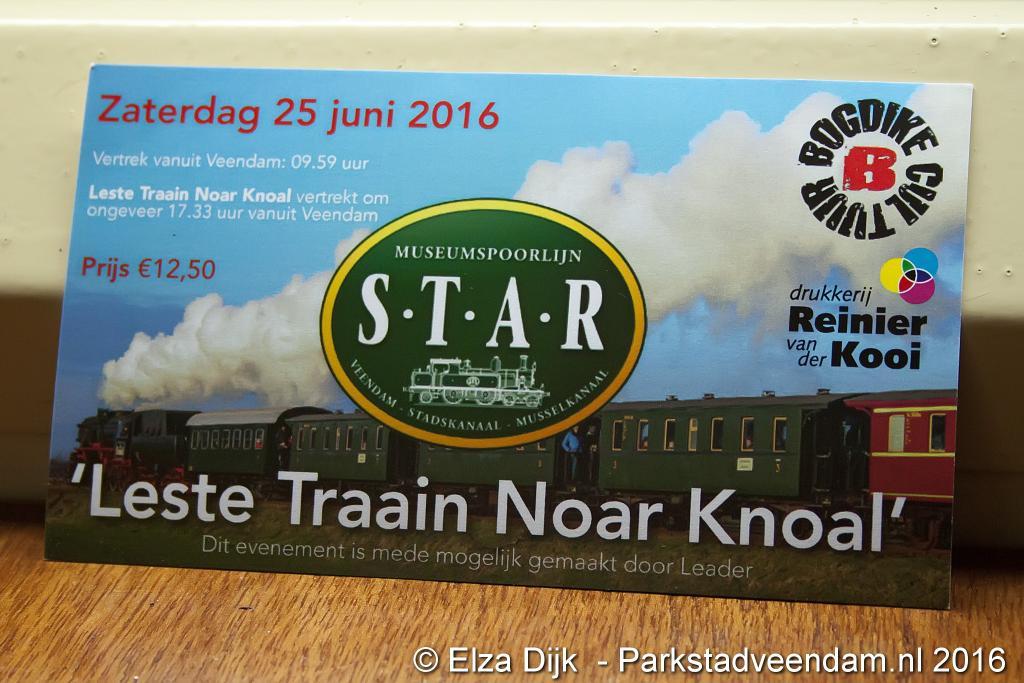 Zaterdag 25 juni 2016
Vertrek vanuit Veendam: 09.59 uur
Leste Traain Noar Knoal vertrekt om
ongeveer 17.33 uur vanuit Veendam
Prijs €12,50
BOGDIKE CULTUUR
B
MUSEUMSPOORLIJN
S·T·A·R
VEENDAM - STADSKANAAL - MUSSELKANAAL
drukkerij
Reinier
van der Kooi
'Leste Traain Noar Knoal'
Dit evenement is mede mogelijk gemaakt door Leader
© Elza Dijk - Parkstadveendam.nl 2016